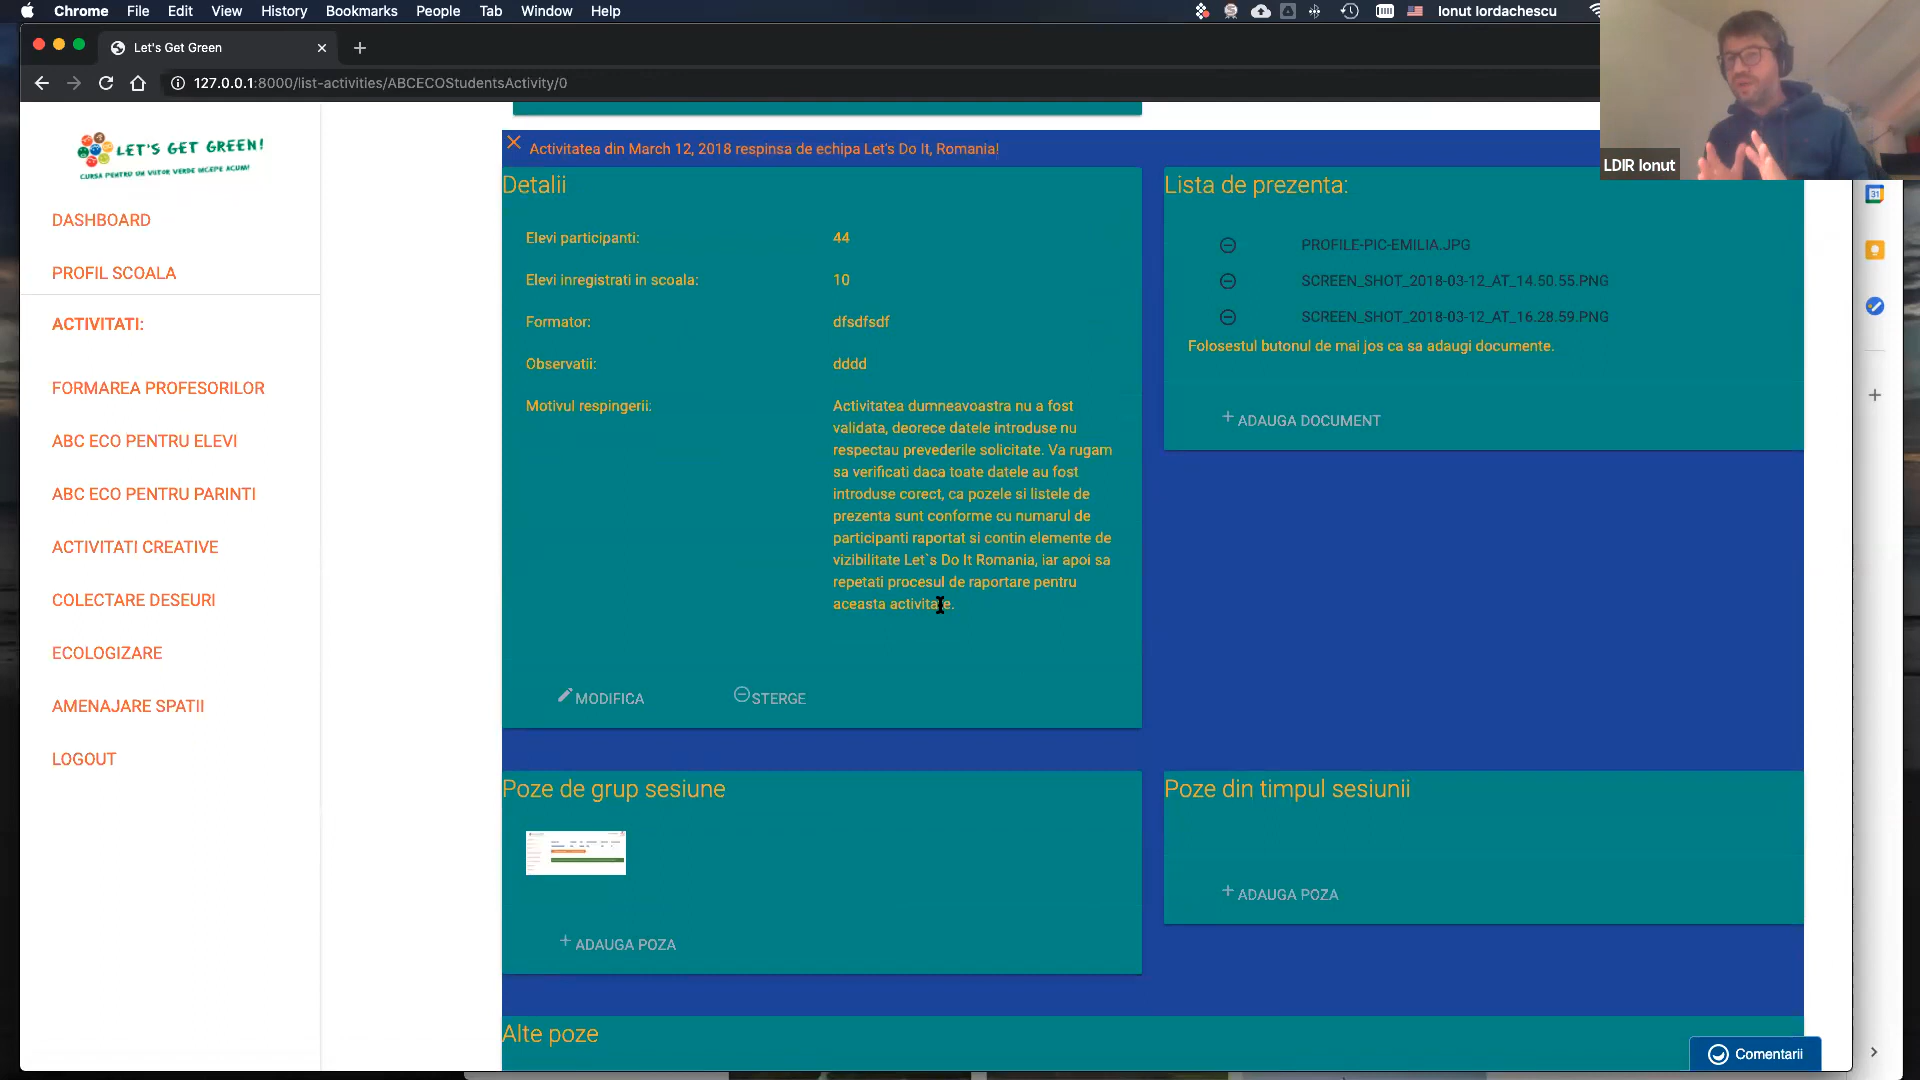 Chrome File Edit View History Bookmarks People Tab Window Help
Ionut Iordachescu
Let's Get Green
127.0.0.1:8000/list-activities/ABCECOStudentsActivity/0
LDIR Ionut
LET'S GET GREEN!
CURSA PENTRU UN VIITOR VERDE INCEPE ACUM!
DASHBOARD
PROFIL SCOALA
ACTIVITATI:
FORMAREA PROFESORILOR
ABC ECO PENTRU ELEVI
ABC ECO PENTRU PARINTI
ACTIVITATI CREATIVE
COLECTARE DESEURI
ECOLOGIZARE
AMENAJARE SPATII
LOGOUT
Activitatea din March 12, 2018 respinsa de echipa Let's Do It, Romania!
Detalii
Elevi participanti: 44
Elevi inregistrati in scoala: 10
Formator: dfsdfsdf
Observatii: dddd
Motivul respingerii: Activitatea dumneavoastra nu a fost
validata, deorece datele introduse nu
respectau prevederile solicitate. Va rugam
sa verificati daca toate datele au fost
introduse corect, ca pozele si listele de
prezenta sunt conforme cu numarul de
participanti raportat si contin elemente de
vizibilitate Let`s Do It Romania, iar apoi sa
repetati procesul de raportare pentru
aceasta activitate.
MODIFICA STERGE
Lista de prezenta:
PROFILE-PIC-EMILIA.JPG
SCREEN_SHOT_2018-03-12_AT_14.50.55.PNG
SCREEN_SHOT_2018-03-12_AT_16.28.59.PNG
Folosestul butonul de mai jos ca sa adaugi documente.
+ ADAUGA DOCUMENT
Poze de grup sesiune
+ ADAUGA POZA
Poze din timpul sesiunii
+ ADAUGA POZA
Alte poze
Comentarii
31